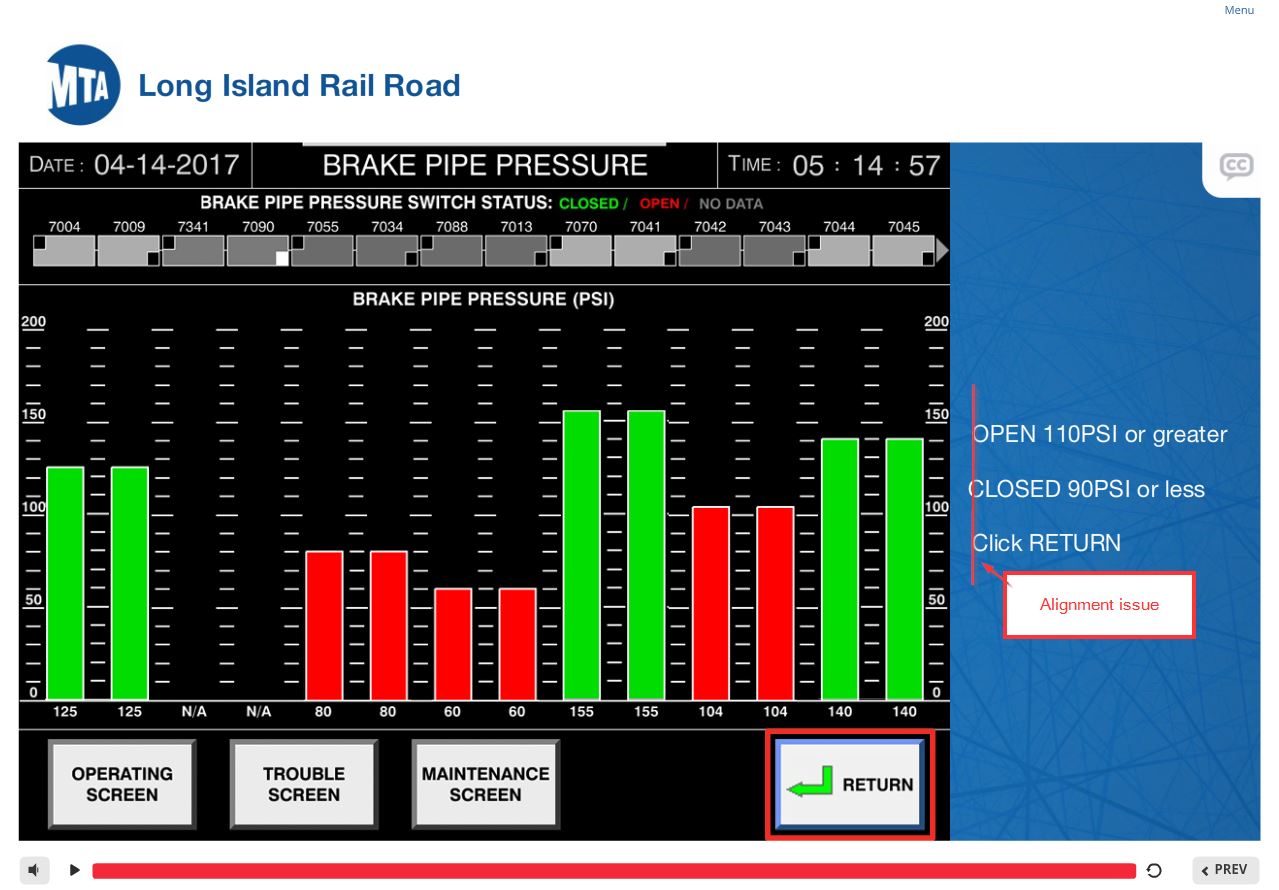 Menu
MTA
Long Island Rail Road
DATE : 04-14-2017
BRAKE PIPE PRESSURE
TIME : 05 : 14 : 57
CC
BRAKE PIPE PRESSURE SWITCH STATUS: CLOSED / OPEN / NO DATA
7004 7009 7341 7090 7055 7034 7088 7013 7070 7041 7042 7043 7044 7045
BRAKE PIPE PRESSURE (PSI)
200 200
150 150
100 100
50 50
0 0
125 125 N/A N/A 80 80 60 60 155 155 104 104 140 140
OPEN 110PSI or greater
CLOSED 90PSI or less
Click RETURN
Alignment issue
OPERATING
SCREEN
TROUBLE
SCREEN
MAINTENANCE
SCREEN
RETURN
PREV